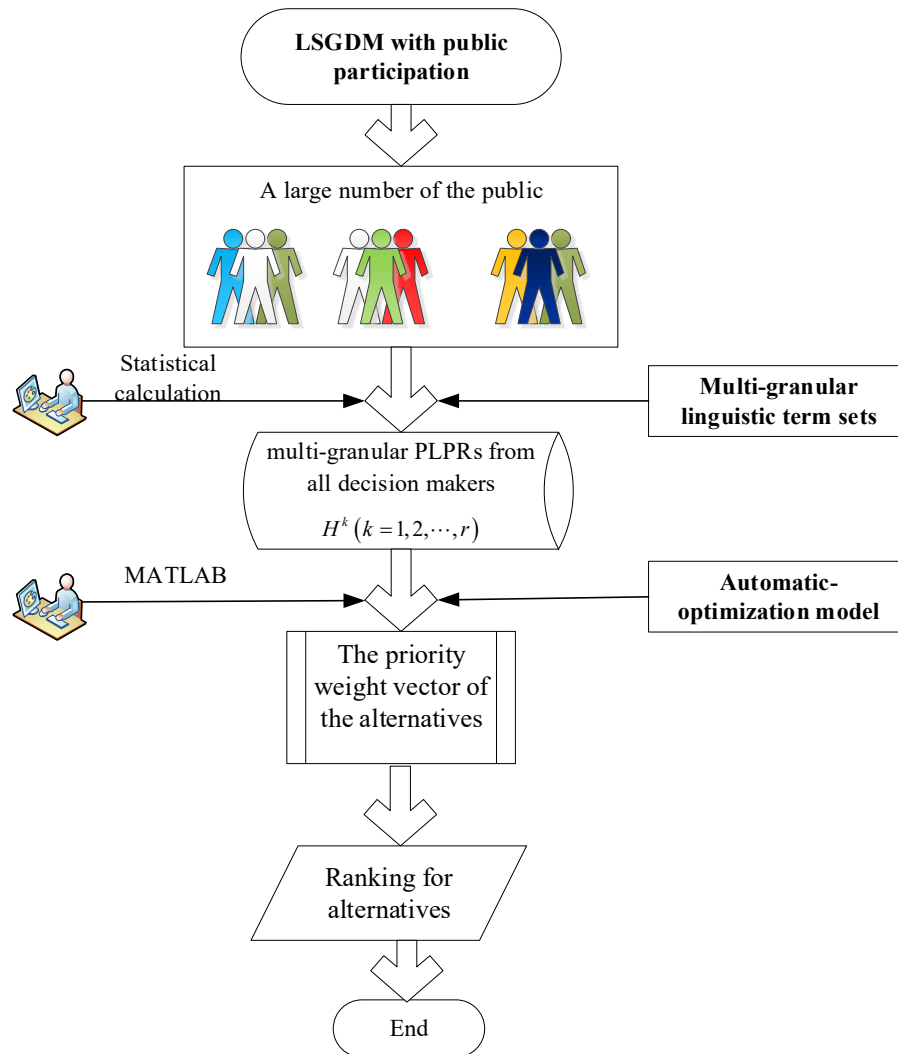 LSGDM with public
participation
A large number of the public
Statistical
calculation
Multi-granular
linguistic term sets
multi-granular PLPRs from
all decision makers
H^k (k = 1, 2, ⋯, r)
MATLAB
Automatic-
optimization model
The priority
weight vector of
the alternatives
Ranking for
alternatives
End